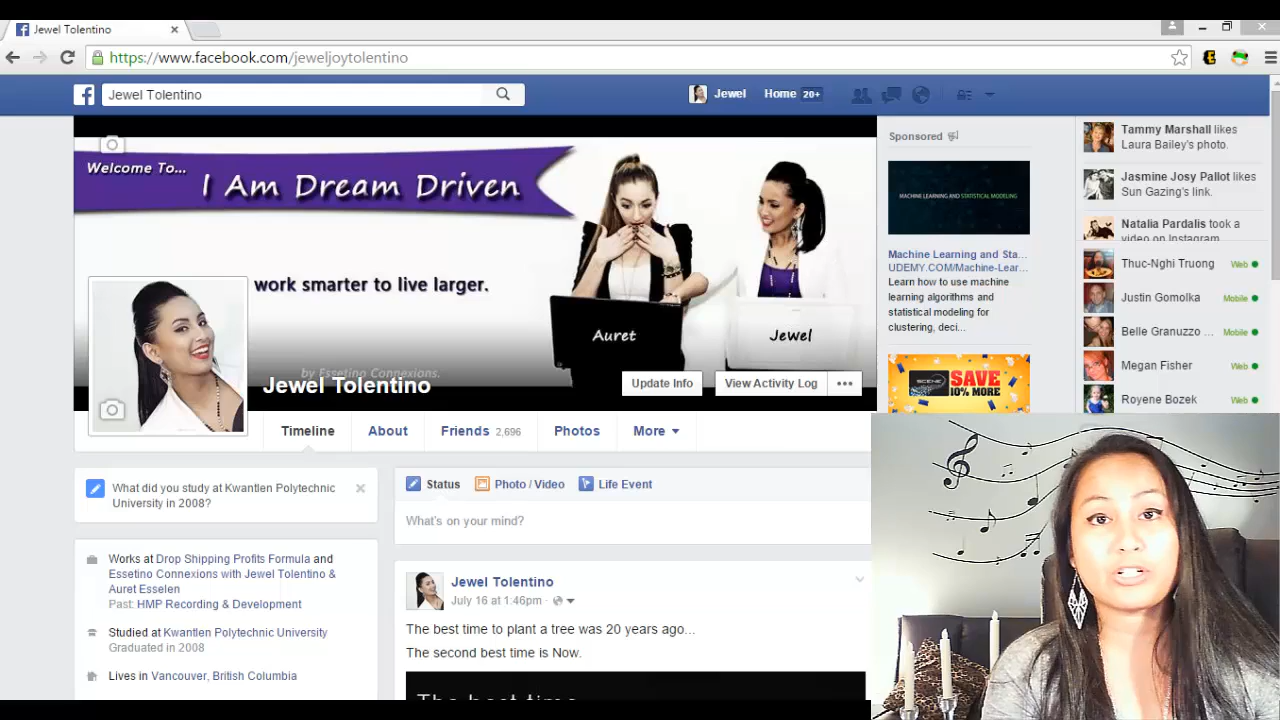 Jewel Tolentino
https://www.facebook.com/jeweljoytolentino
Jewel Tolentino
Jewel
Home 20+
Welcome To...
I Am Dream Driven
work smarter to live larger.
Auret
Jewel
by Essetino Connexions.
Jewel Tolentino
Update Info
View Activity Log
Timeline
About
Friends 2,696
Photos
More
What did you study at Kwantlen Polytechnic
University in 2008?
Works at Drop Shipping Profits Formula and
Essetino Connexions with Jewel Tolentino &
Auret Esselen
Past: HMP Recording & Development
Studied at Kwantlen Polytechnic University
Graduated in 2008
Lives in Vancouver, British Columbia
Status
Photo / Video
Life Event
What's on your mind?
Jewel Tolentino
July 16 at 1:46pm
The best time to plant a tree was 20 years ago...
The second best time is Now.
The best time
Sponsored
MACHINE LEARNING AND STATISTICAL MODELING
Machine Learning and Sta...
UDEMY.COM/Machine-Lear...
Learn how to use machine
learning algorithms and
statistical modeling for
clustering, deci...
SCENE
SAVE
10% MORE
Tammy Marshall likes
Laura Bailey's photo.
Jasmine Josy Pallot likes
Sun Gazing's link.
Natalia Pardalis took a
video on Instagram
Thuc-Nghi Truong Web
Justin Gomolka Mobile
Belle Granuzzo ... Mobile
Megan Fisher Web
Royene Bozek Web